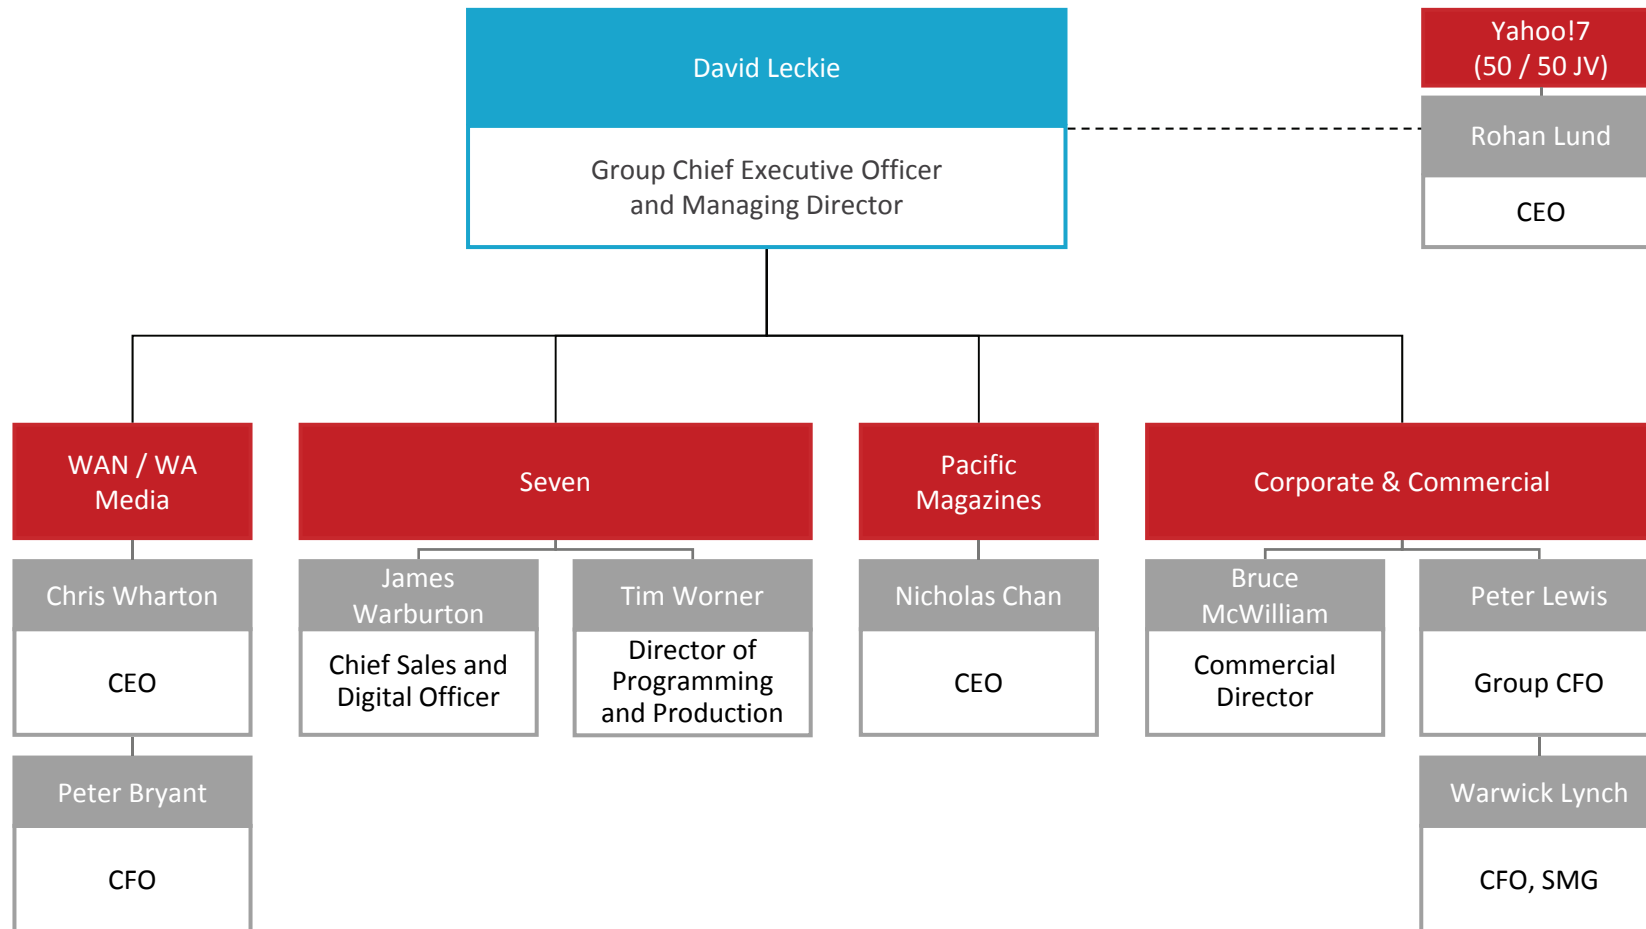 David Leckie
Group Chief Executive Officer
and Managing Director
Yahoo!7
(50 / 50 JV)
Rohan Lund
CEO
WAN / WA
Media
Chris Wharton
CEO
Peter Bryant
CFO
Seven
James
Warburton
Chief Sales and
Digital Officer
Tim Worner
Director of
Programming
and Production
Pacific
Magazines
Nicholas Chan
CEO
Corporate & Commercial
Bruce
McWilliam
Commercial
Director
Peter Lewis
Group CFO
Warwick Lynch
CFO, SMG